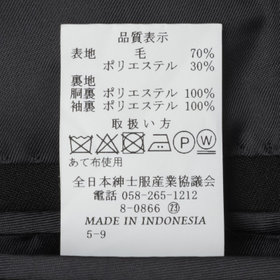 品質表示
表地 毛 70%
ポリエステル 30%
裏地
胴裏 ポリエステル 100%
袖裏 ポリエステル 100%
取扱い方
P W
あて布使用
全日本紳士服産業協議会
電話 058-265-1212
8-0866 ㉓
MADE IN INDONESIA
5-9